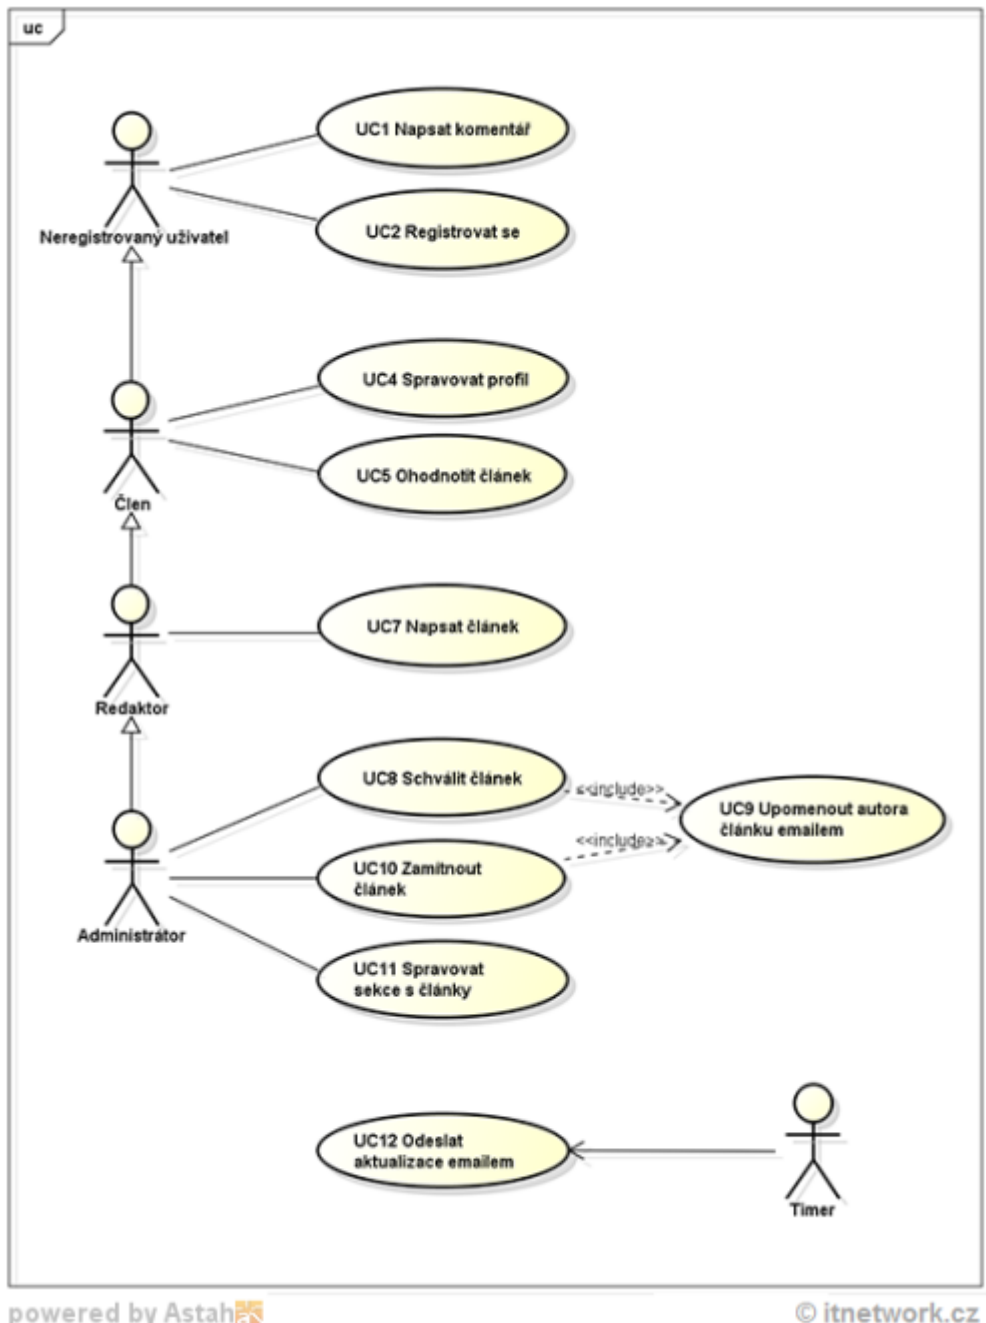 uc
UC1 Napsat komentář
UC2 Registrovat se
Neregistrovaný uživatel
UC4 Spravovat profil
UC5 Ohodnotit článek
Člen
UC7 Napsat článek
Redaktor
UC8 Schválit článek
<<include>>
UC9 Upomenout autora
článku emailem
<<include>>
UC10 Zamítnout
článek
Administrátor
UC11 Spravovat
sekce s články
UC12 Odeslat
aktualizace emailem
Timer
powered by Astah
© itnetwork.cz